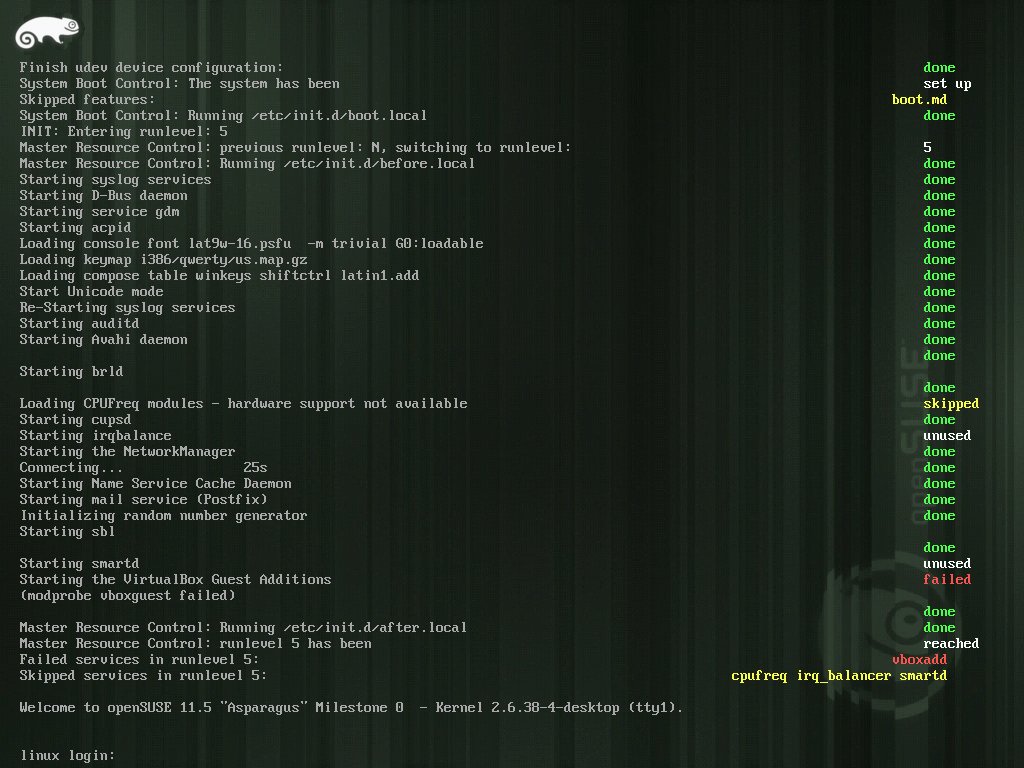 Finish udev device configuration: done
System Boot Control: The system has been set up
Skipped features: boot.md
System Boot Control: Running /etc/init.d/boot.local done
INIT: Entering runlevel: 5
Master Resource Control: previous runlevel: N, switching to runlevel: 5
Master Resource Control: Running /etc/init.d/before.local done
Starting syslog services done
Starting D-Bus daemon done
Starting service gdm done
Starting acpid done
Loading console font lat9w-16.psfu  -m trivial G0:loadable done
Loading keymap i386/qwerty/us.map.gz done
Loading compose table winkeys shiftctrl latin1.add done
Start Unicode mode done
Re-Starting syslog services done
Starting auditd done
Starting Avahi daemon done
done
Starting brld
done
Loading CPUFreq modules - hardware support not available skipped
Starting cupsd done
Starting irqbalance unused
Starting the NetworkManager done
Connecting... 25s done
Starting Name Service Cache Daemon done
Starting mail service (Postfix) done
Initializing random number generator done
Starting sbl
done
Starting smartd unused
Starting the VirtualBox Guest Additions failed
(modprobe vboxguest failed)
done
Master Resource Control: Running /etc/init.d/after.local done
Master Resource Control: runlevel 5 has been reached
Failed services in runlevel 5: vboxadd
Skipped services in runlevel 5: cpufreq irq_balancer smartd
Welcome to openSUSE 11.5 "Asparagus" Milestone 0  - Kernel 2.6.38-4-desktop (tty1).
linux login:
openSUSE